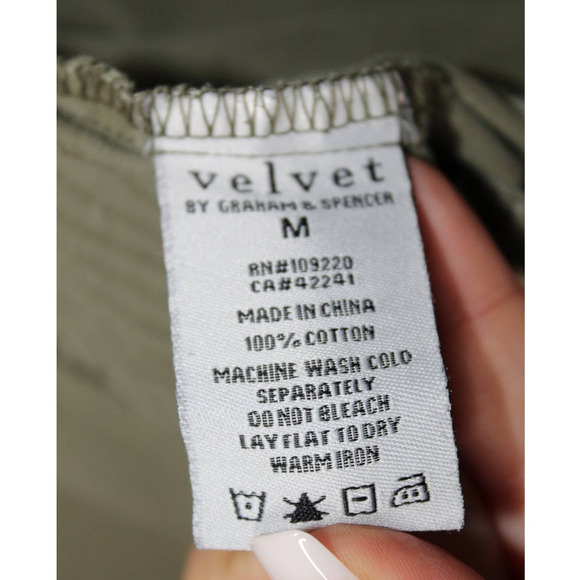 velvet
BY GRAHAM & SPENCER
M
RN#109220
CA#42241
MADE IN CHINA
100% COTTON
MACHINE WASH COLD
SEPARATELY
DO NOT BLEACH
LAY FLAT TO DRY
WARM IRON